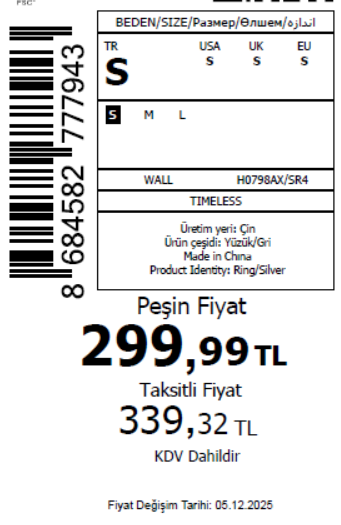 FSC
BEDEN/SIZE/Размер/Өлшем/اندازه
TR USA UK EU
S S S S
S M L
WALL H0798AX/SR4
TIMELESS
Üretim yeri: Çin
Ürün çeşidi: Yüzük/Gri
Made in China
Product Identity: Ring/Silver
8 684582 777943
Peşin Fiyat
299,99 TL
Taksitli Fiyat
339,32 TL
KDV Dahildir
Fiyat Değişim Tarihi: 05.12.2025